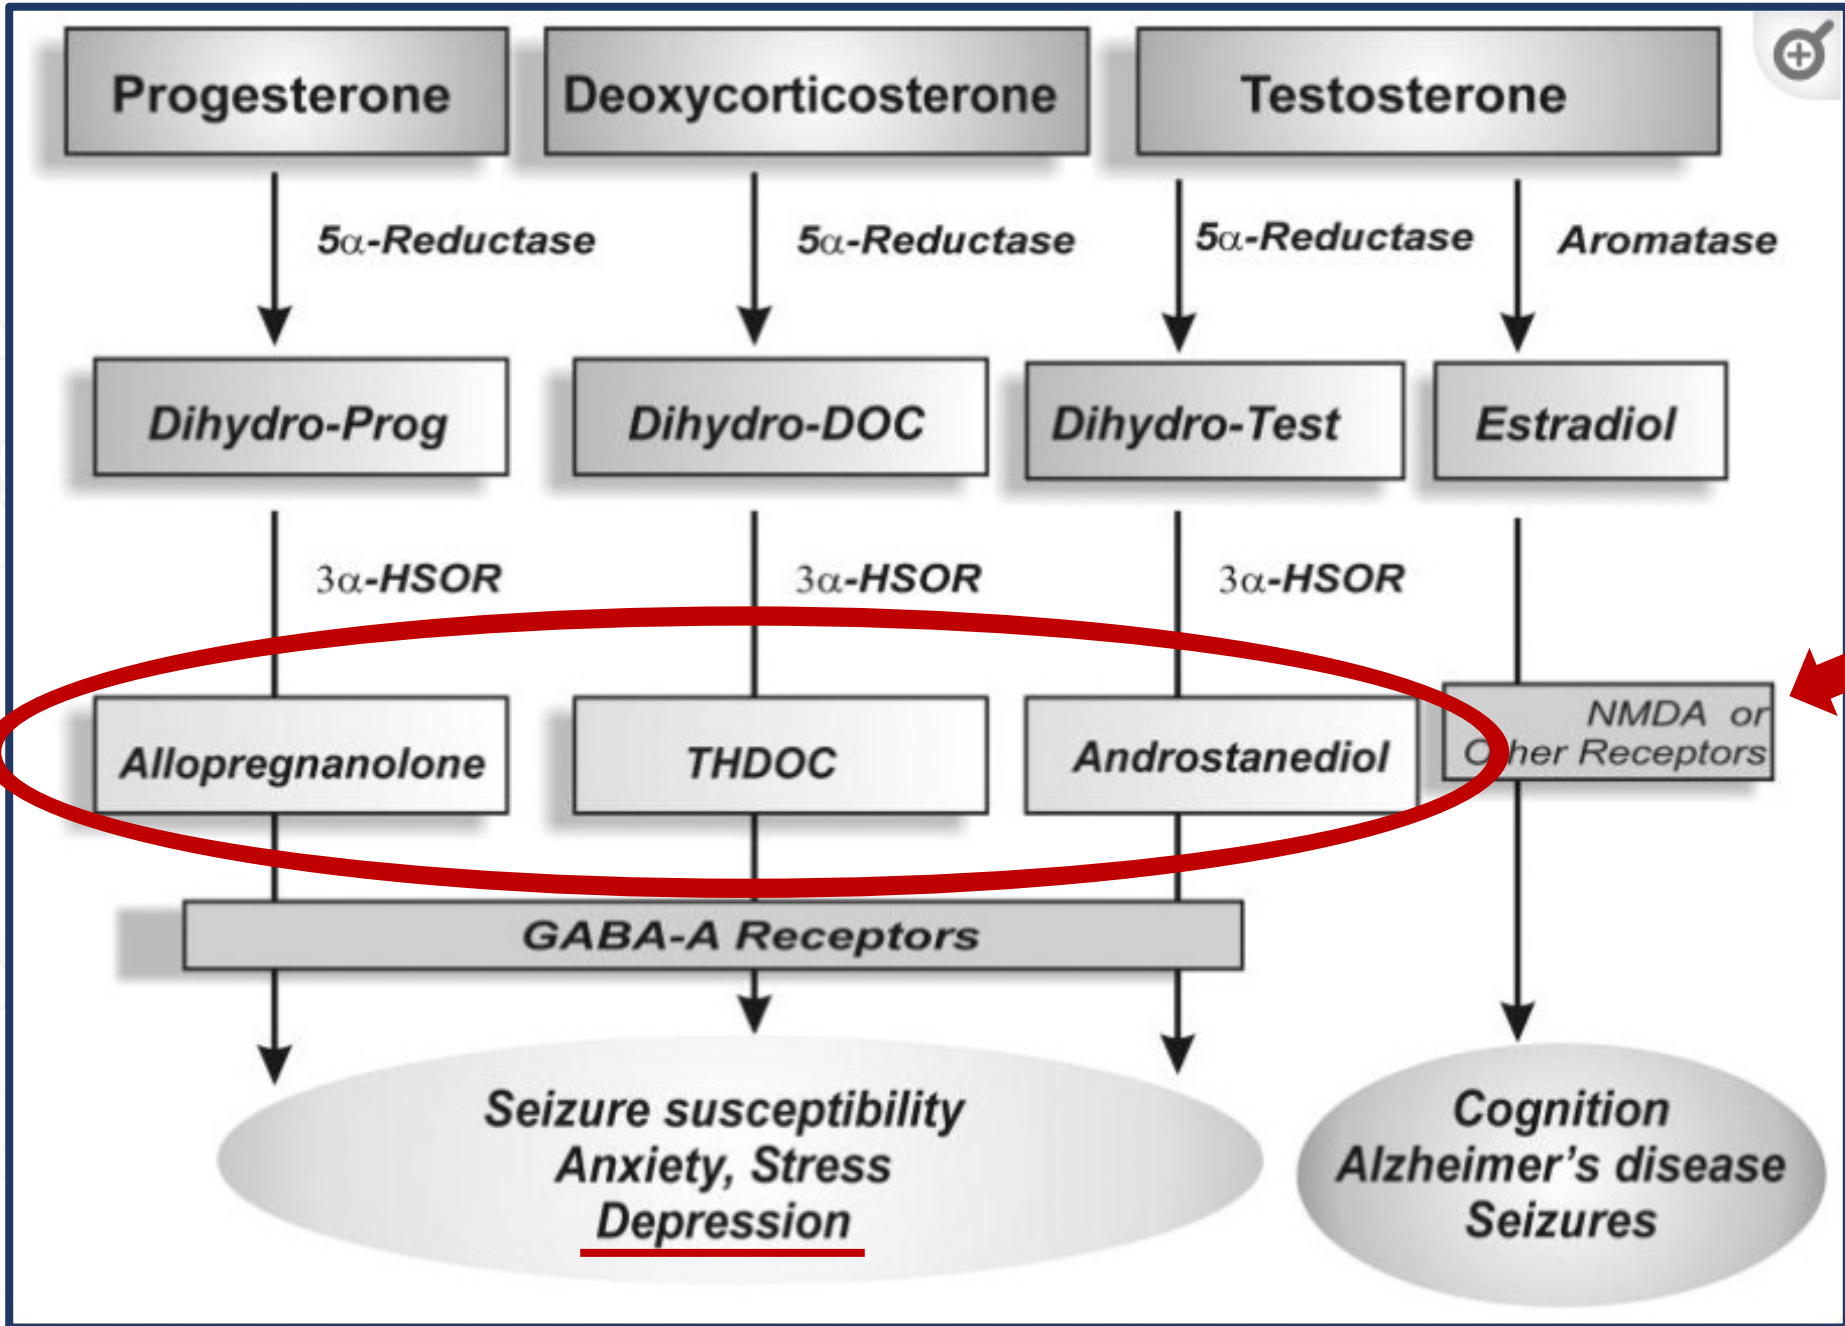 Progesterone
Deoxycorticosterone
Testosterone
5α-Reductase
5α-Reductase
5α-Reductase
Aromatase
Dihydro-Prog
Dihydro-DOC
Dihydro-Test
Estradiol
3α-HSOR
3α-HSOR
3α-HSOR
Allopregnanolone
THDOC
Androstanediol
NMDA or
Other Receptors
GABA-A Receptors
Seizure susceptibility
Anxiety, Stress
Depression
Cognition
Alzheimer's disease
Seizures